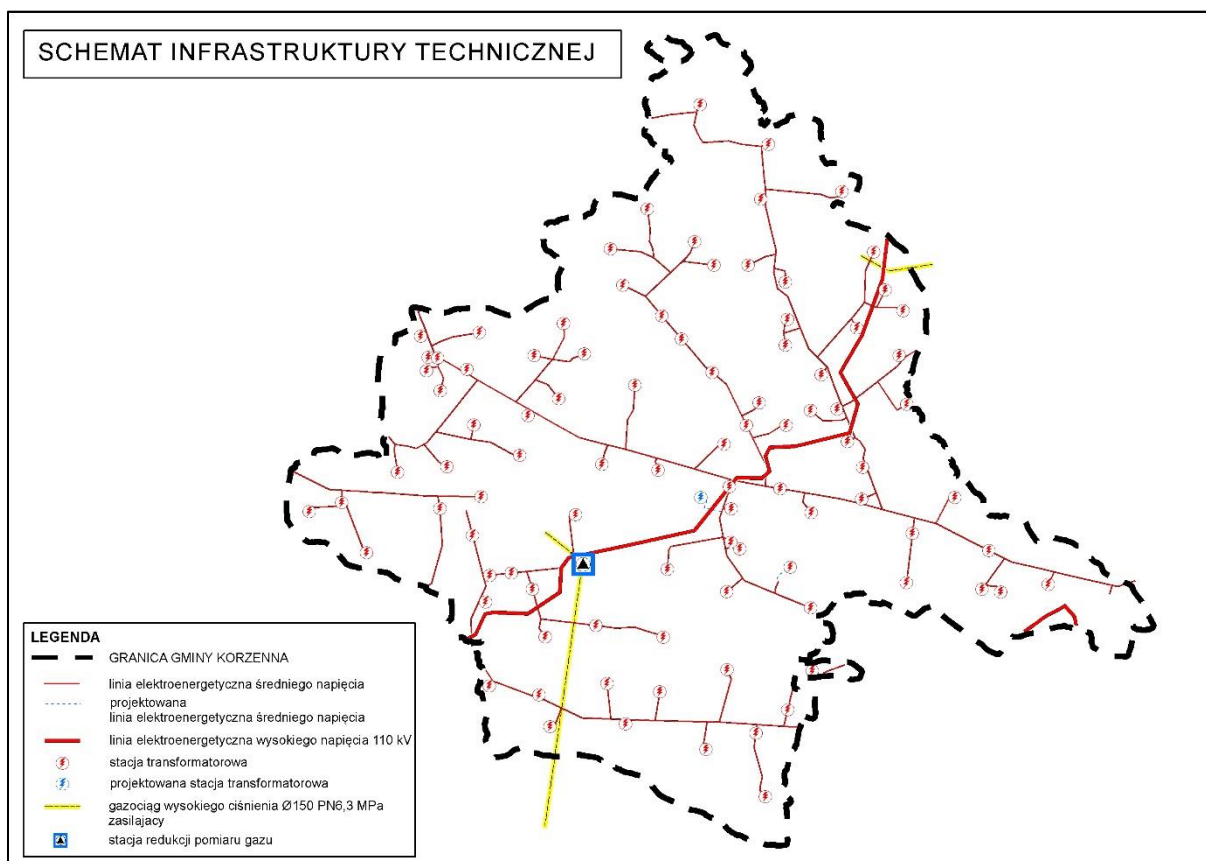 SCHEMAT INFRASTRUKTURY TECHNICZNEJ
LEGENDA
GRANICA GMINY KORZENNA
linia elektroenergetyczna średniego napięcia
projektowana
linia elektroenergetyczna średniego napięcia
linia elektroenergetyczna wysokiego napięcia 110 kV
stacja transformatorowa
projektowana stacja transformatorowa
gazociąg wysokiego ciśnienia Ø150 PN6,3 MPa
zasilajacy
stacja redukcji pomiaru gazu